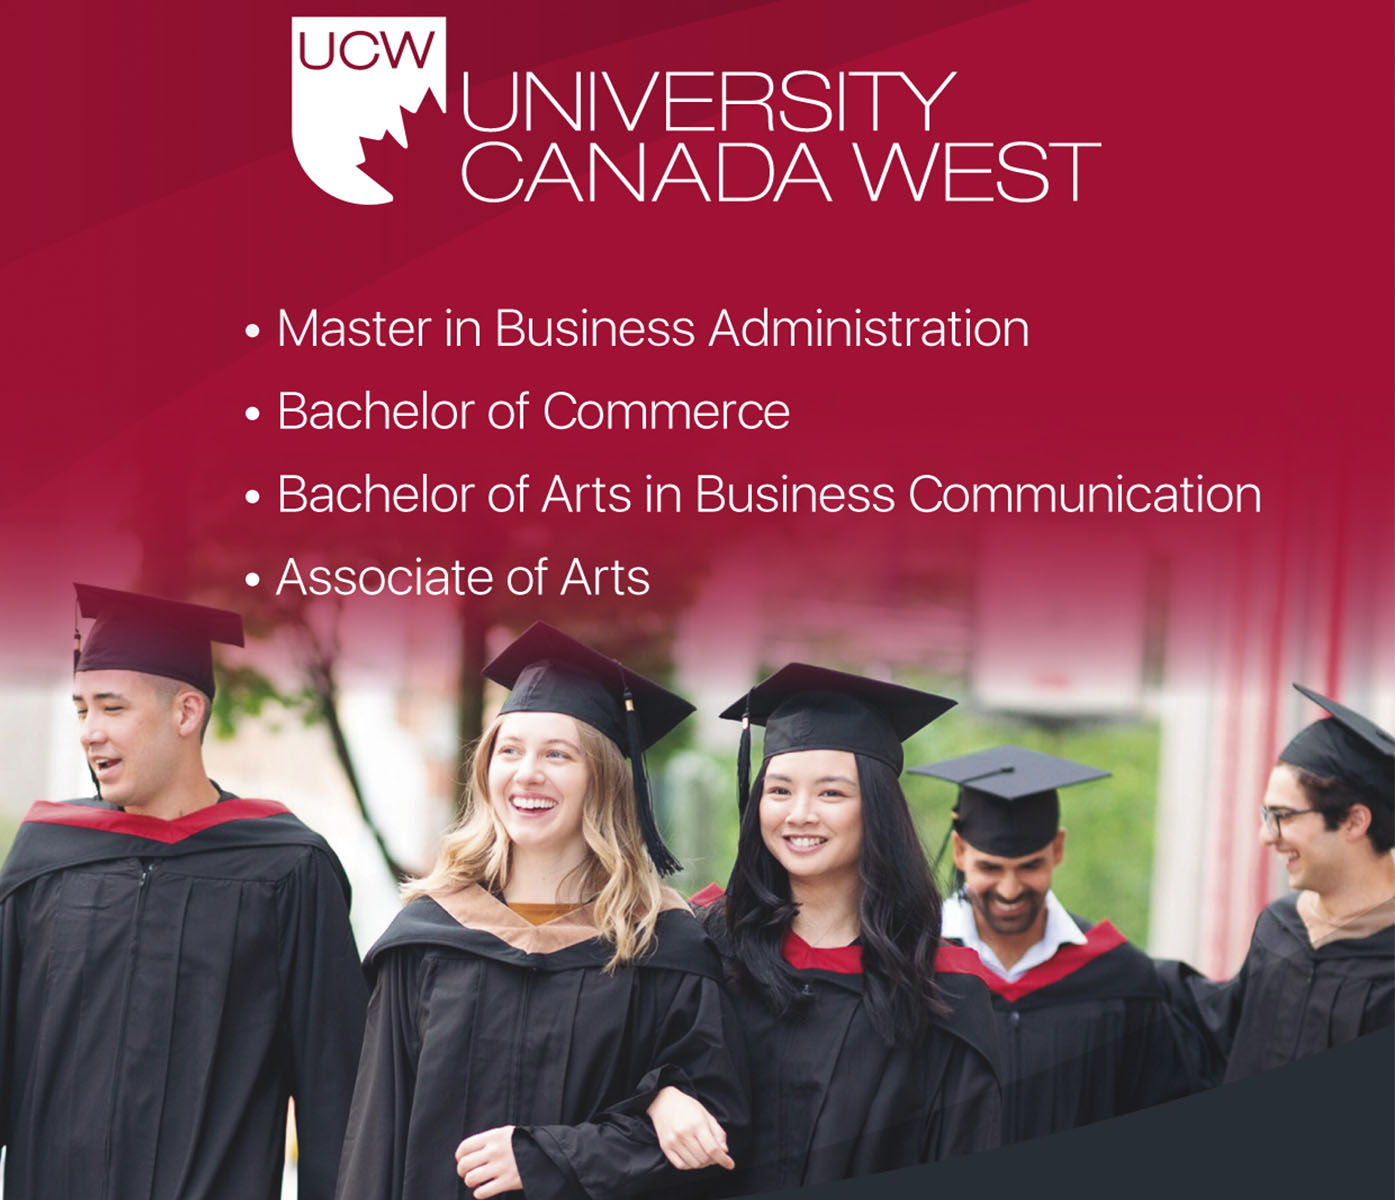 UCW
UNIVERSITY
CANADA WEST
• Master in Business Administration
• Bachelor of Commerce
• Bachelor of Arts in Business Communication
• Associate of Arts